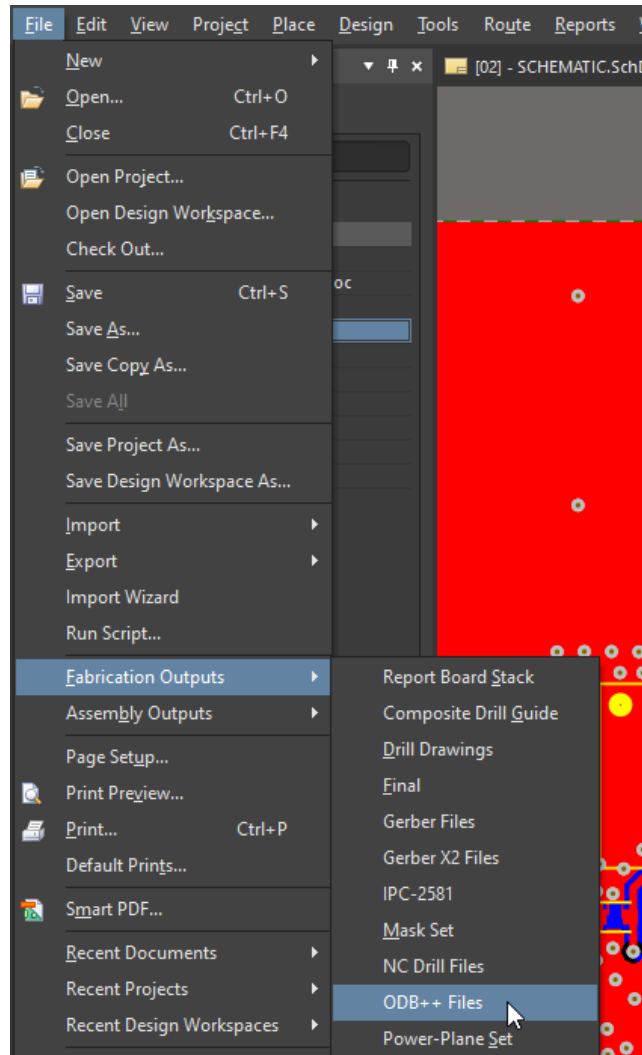 File Edit View Project Place Design Tools Route Reports
New
[02] - SCHEMATIC.Sch
Open... Ctrl+O
Close Ctrl+F4
Open Project...
Open Design Workspace...
Check Out...
oc
Save Ctrl+S
Save As...
Save Copy As...
Save All
Save Project As...
Save Design Workspace As...
Import
Export
Import Wizard
Run Script...
Fabrication Outputs
Assembly Outputs
Page Setup...
Print Preview...
Print... Ctrl+P
Default Prints...
Smart PDF...
Recent Documents
Recent Projects
Recent Design Workspaces
Report Board Stack
Composite Drill Guide
Drill Drawings
Final
Gerber Files
Gerber X2 Files
IPC-2581
Mask Set
NC Drill Files
ODB++ Files
Power-Plane Set